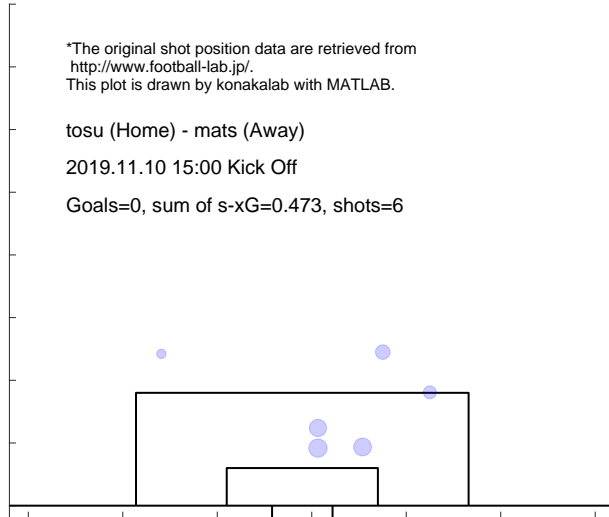 *The original shot position data are retrieved from
http://www.football-lab.jp/.
This plot is drawn by konakalab with MATLAB.
tosu (Home) - mats (Away)
2019.11.10 15:00 Kick Off
Goals=0, sum of s-xG=0.473, shots=6